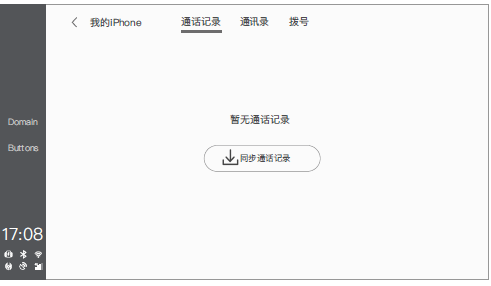 我的iPhone 通话记录 通讯录 拨号
Domain
Buttons
暂无通话记录
同步通话记录
17:08